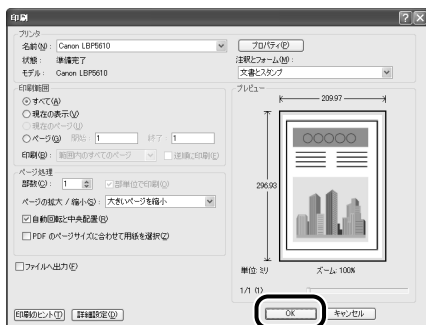 印刷
プリンタ
名前(N): Canon LBP5610 プロパティ(P)
状態: 準備完了 注釈とフォーム(M):
モデル: Canon LBP5610 文書とスタンプ
印刷範囲
すべて(A)
現在の表示(V)
現在のページ(U)
ページ(G) 開始: 1 終了: 1
印刷(B): 範囲内のすべてのページ 逆順に印刷(E)
ページ処理
部数(C): 1 部単位で印刷(O)
ページの拡大 / 縮小(S): 大きいページを縮小
自動回転と中央配置(R)
PDF のページサイズに合わせて用紙を選択(Z)
ファイルへ出力(F)
プレビュー
209.97
296.93
単位: ミリ ズーム: 100%
1/1 (1)
印刷のヒント(T) 詳細設定(D) OK キャンセル